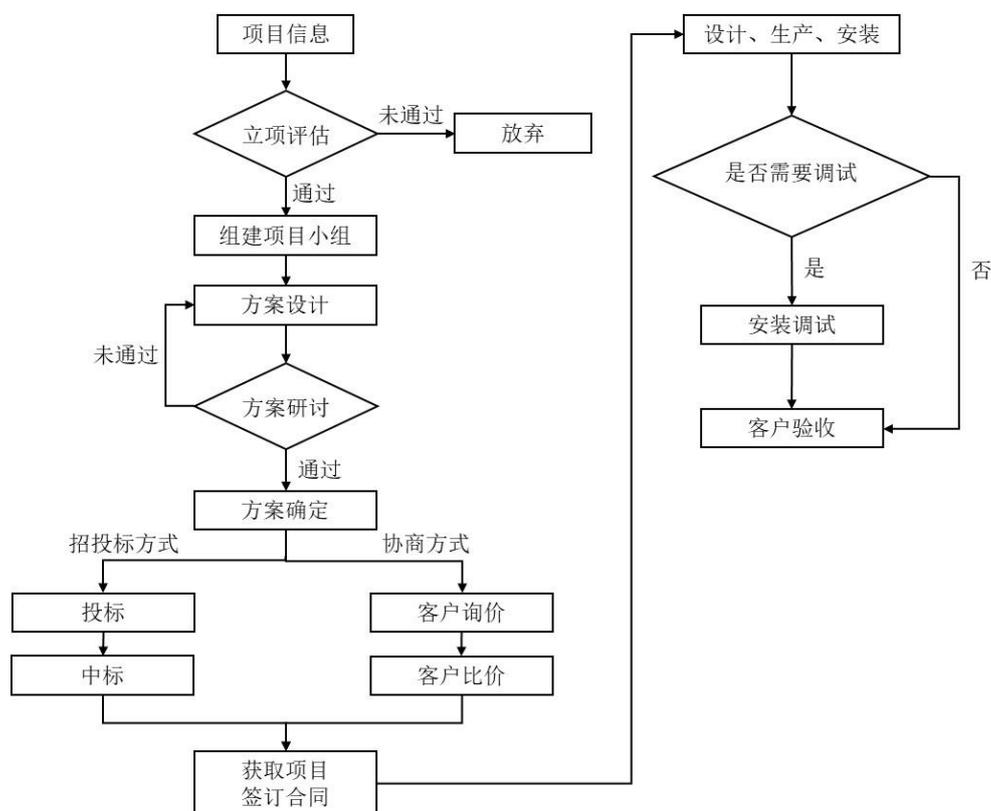 项目信息
立项评估
未通过
放弃
通过
组建项目小组
方案设计
未通过
方案研讨
通过
方案确定
招投标方式
协商方式
投标
客户询价
中标
客户比价
获取项目
签订合同
设计、生产、安装
是否需要调试
是
否
安装调试
客户验收